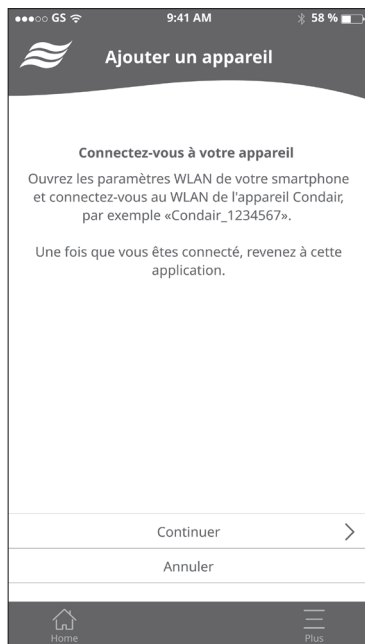 GS 9:41 AM 58 %
Ajouter un appareil
Connectez-vous à votre appareil
Ouvrez les paramètres WLAN de votre smartphone
et connectez-vous au WLAN de l'appareil Condair,
par exemple «Condair_1234567».
Une fois que vous êtes connecté, revenez à cette
application.
Continuer
Annuler
Home Plus